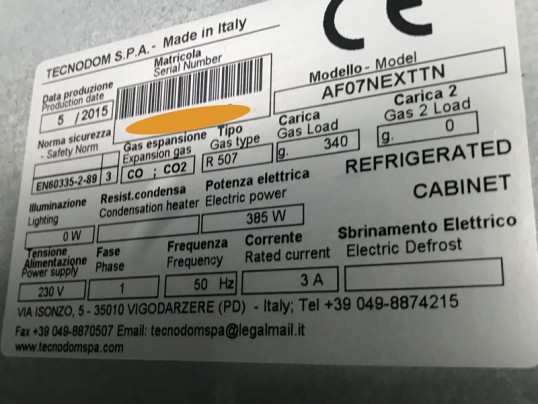 TECNODOM S.P.A. - Made in Italy
CE
Data produzione
Production date
5 / 2015
Matricola
Serial Number
Modello - Model
AF07NEXTTN
Norma sicurezza
- Safety Norm
EN60335-2-89 3
Gas espansione
Expansion gas
CO ; CO2
Tipo
Gas type
R 507
Carica
Gas Load
g. 340
Carica 2
Gas 2 Load
g. 0
REFRIGERATED
CABINET
Illuminazione
Lighting
0 W
Resist.condensa
Condensation heater
Potenza elettrica
Electric power
385 W
Tensione
Alimentazione
Power supply
230 V
Fase
Phase
1
Frequenza
Frequency
50 Hz
Corrente
Rated current
3 A
Sbrinamento Elettrico
Electric Defrost
VIA ISONZO, 5 - 35010 VIGODARZERE (PD) - Italy; Tel +39 049-8874215
Fax +39 049-8870507 Email: tecnodomspa@legalmail.it
www.tecnodomspa.com